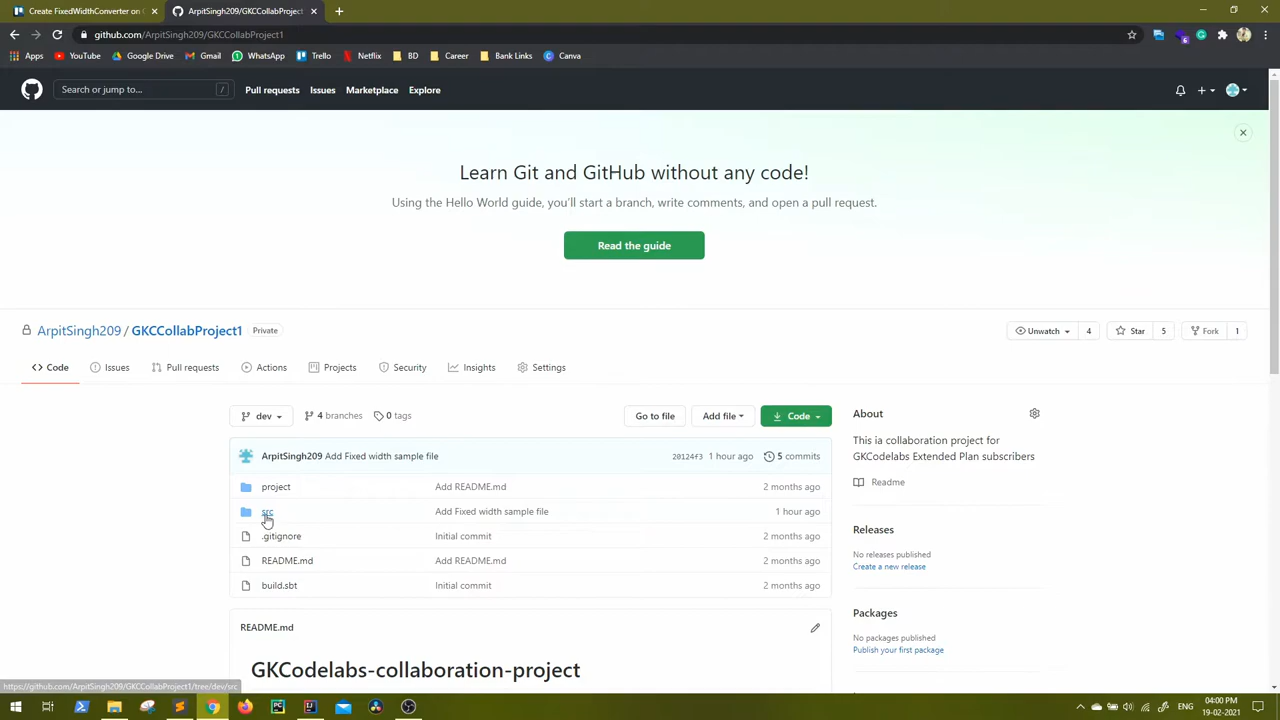 Create FixedWidthConverter on C
ArpitSingh209/GKCCollabProject1
github.com/ArpitSingh209/GKCCollabProject1
Apps YouTube Google Drive Gmail WhatsApp Trello Netflix BD Career Bank Links Canva
Search or jump to... / Pull requests Issues Marketplace Explore
Learn Git and GitHub without any code!
Using the Hello World guide, you'll start a branch, write comments, and open a pull request.
Read the guide
ArpitSingh209 / GKCCollabProject1 Private
Unwatch 4 Star 5 Fork 1
Code Issues Pull requests Actions Projects Security Insights Settings
dev 4 branches 0 tags Go to file Add file Code
ArpitSingh209 Add Fixed width sample file 20124f3 1 hour ago 5 commits
project Add README.md 2 months ago
src Add Fixed width sample file 1 hour ago
.gitignore Initial commit 2 months ago
README.md Add README.md 2 months ago
build.sbt Initial commit 2 months ago
README.md
GKCodelabs-collaboration-project
About
This ia collaboration project for
GKCodelabs Extended Plan subscribers
Readme
Releases
No releases published
Create a new release
Packages
No packages published
Publish your first package
https://github.com/ArpitSingh209/GKCCollabProject1/tree/dev/src
ENG
04:00 PM
19-02-2021